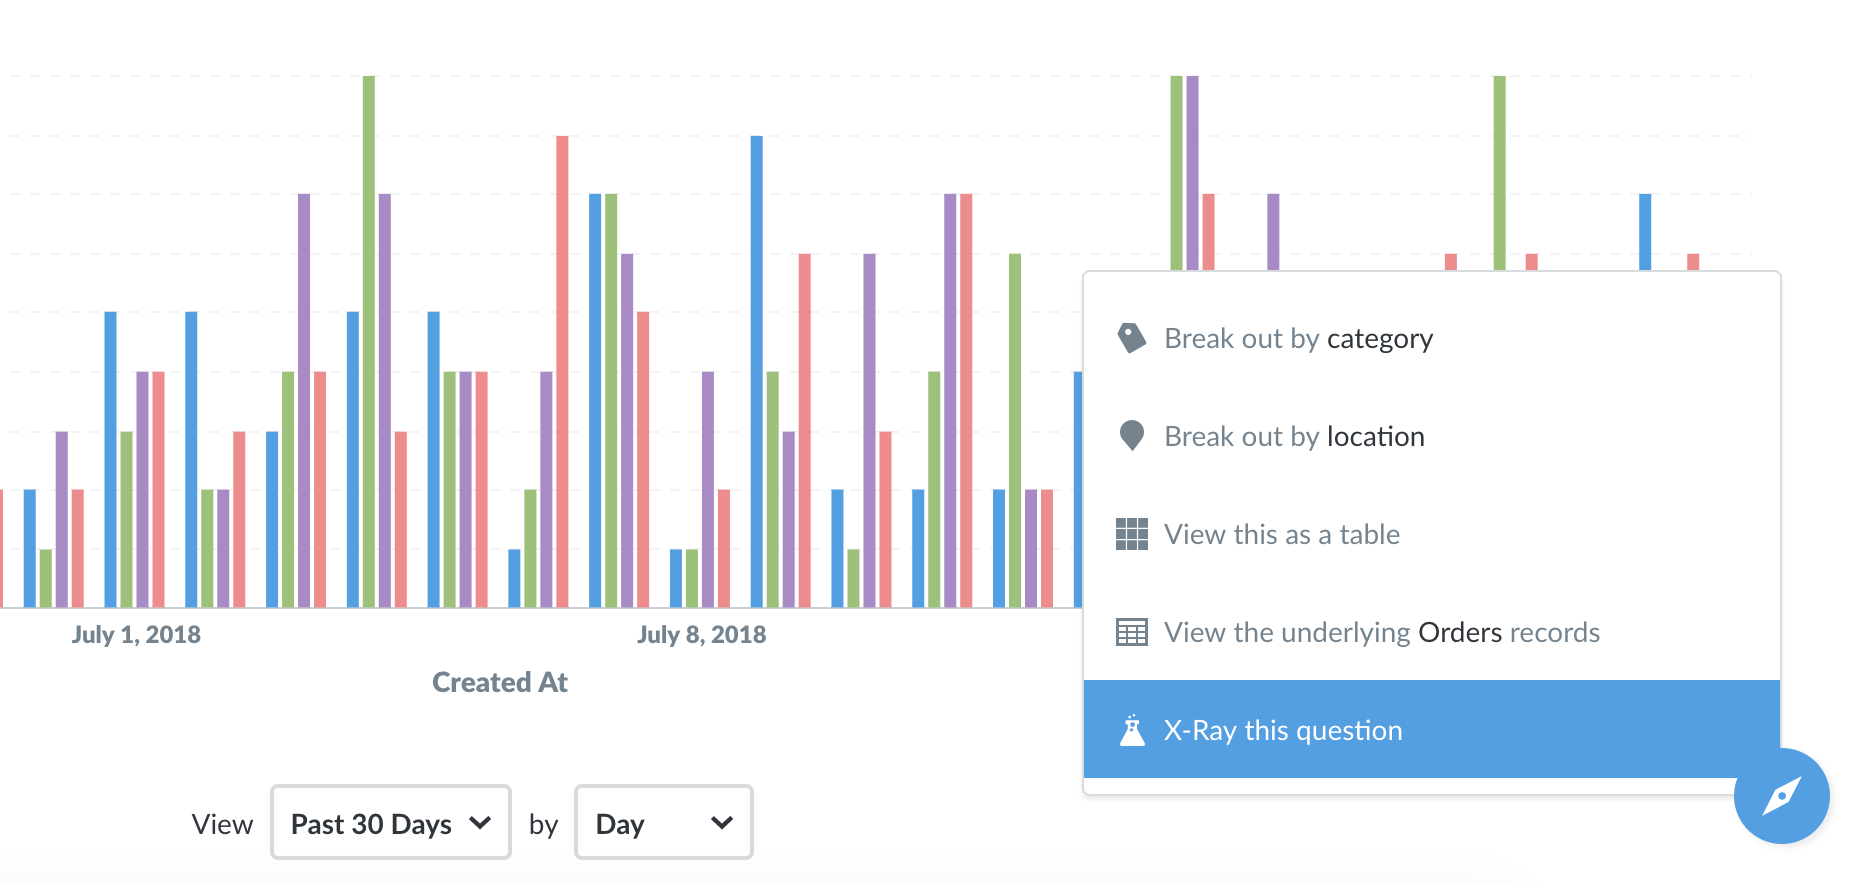 Break out by category
Break out by location
View this as a table
View the underlying Orders records
X-Ray this question
July 1, 2018
July 8, 2018
Created At
View Past 30 Days by Day